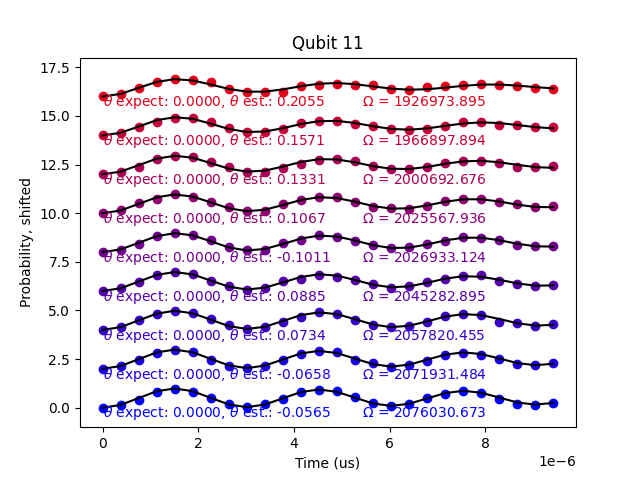 Qubit 11
17.5
θ expect: 0.0000, θ est.: 0.2055 Ω = 1926973.895
15.0
θ expect: 0.0000, θ est.: 0.1571 Ω = 1966897.894
12.5
θ expect: 0.0000, θ est.: 0.1331 Ω = 2000692.676
10.0
θ expect: 0.0000, θ est.: 0.1067 Ω = 2025567.936
7.5
θ expect: 0.0000, θ est.: -0.1011 Ω = 2026933.124
5.0
θ expect: 0.0000, θ est.: 0.0885 Ω = 2045282.895
θ expect: 0.0000, θ est.: 0.0734 Ω = 2057820.455
2.5
θ expect: 0.0000, θ est.: -0.0658 Ω = 2071931.484
0.0
θ expect: 0.0000, θ est.: -0.0565 Ω = 2076030.673
Probability, shifted
0 2 4 6 8
Time (us)
1e−6